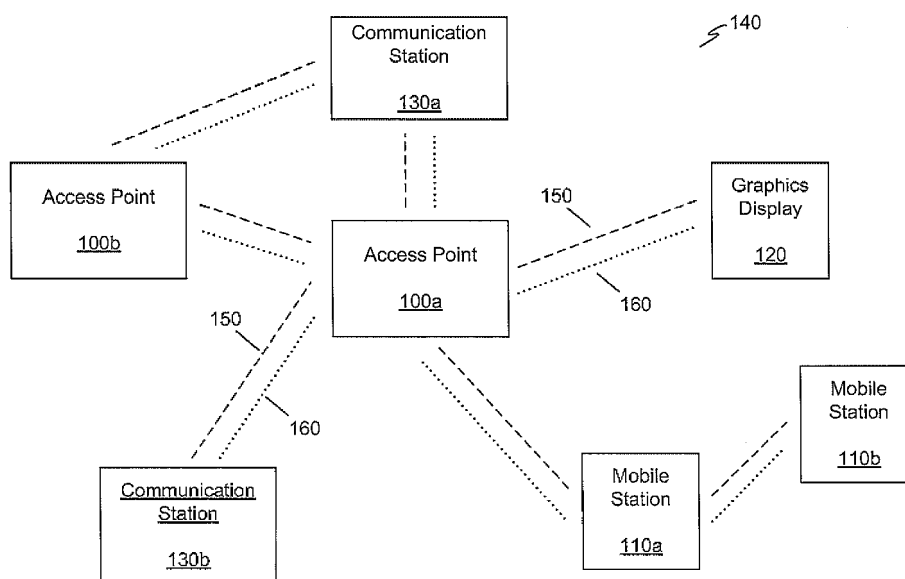 140
Communication
Station
130a
Access Point
100b
Access Point
100a
150
160
Graphics
Display
120
150
160
Communication
Station
130b
Mobile
Station
110a
Mobile
Station
110b